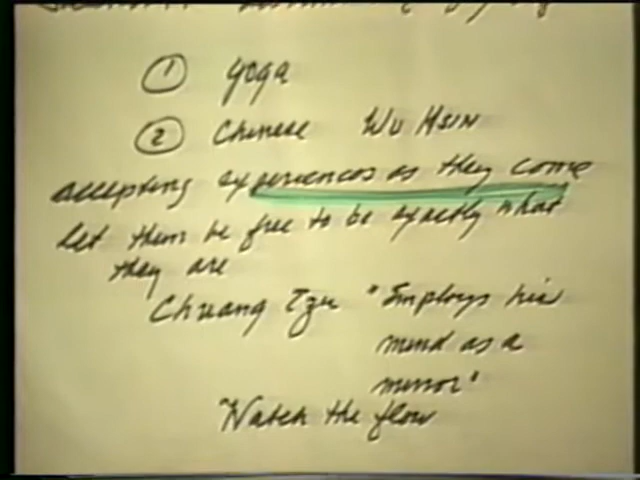 ① Yoga
② Chinese Wu HSIN
accepting experiences as they come
let them be free to be exactly what
they are
Chuang Tzu "Employs his
mind as a
mirror"
"Watch the flow